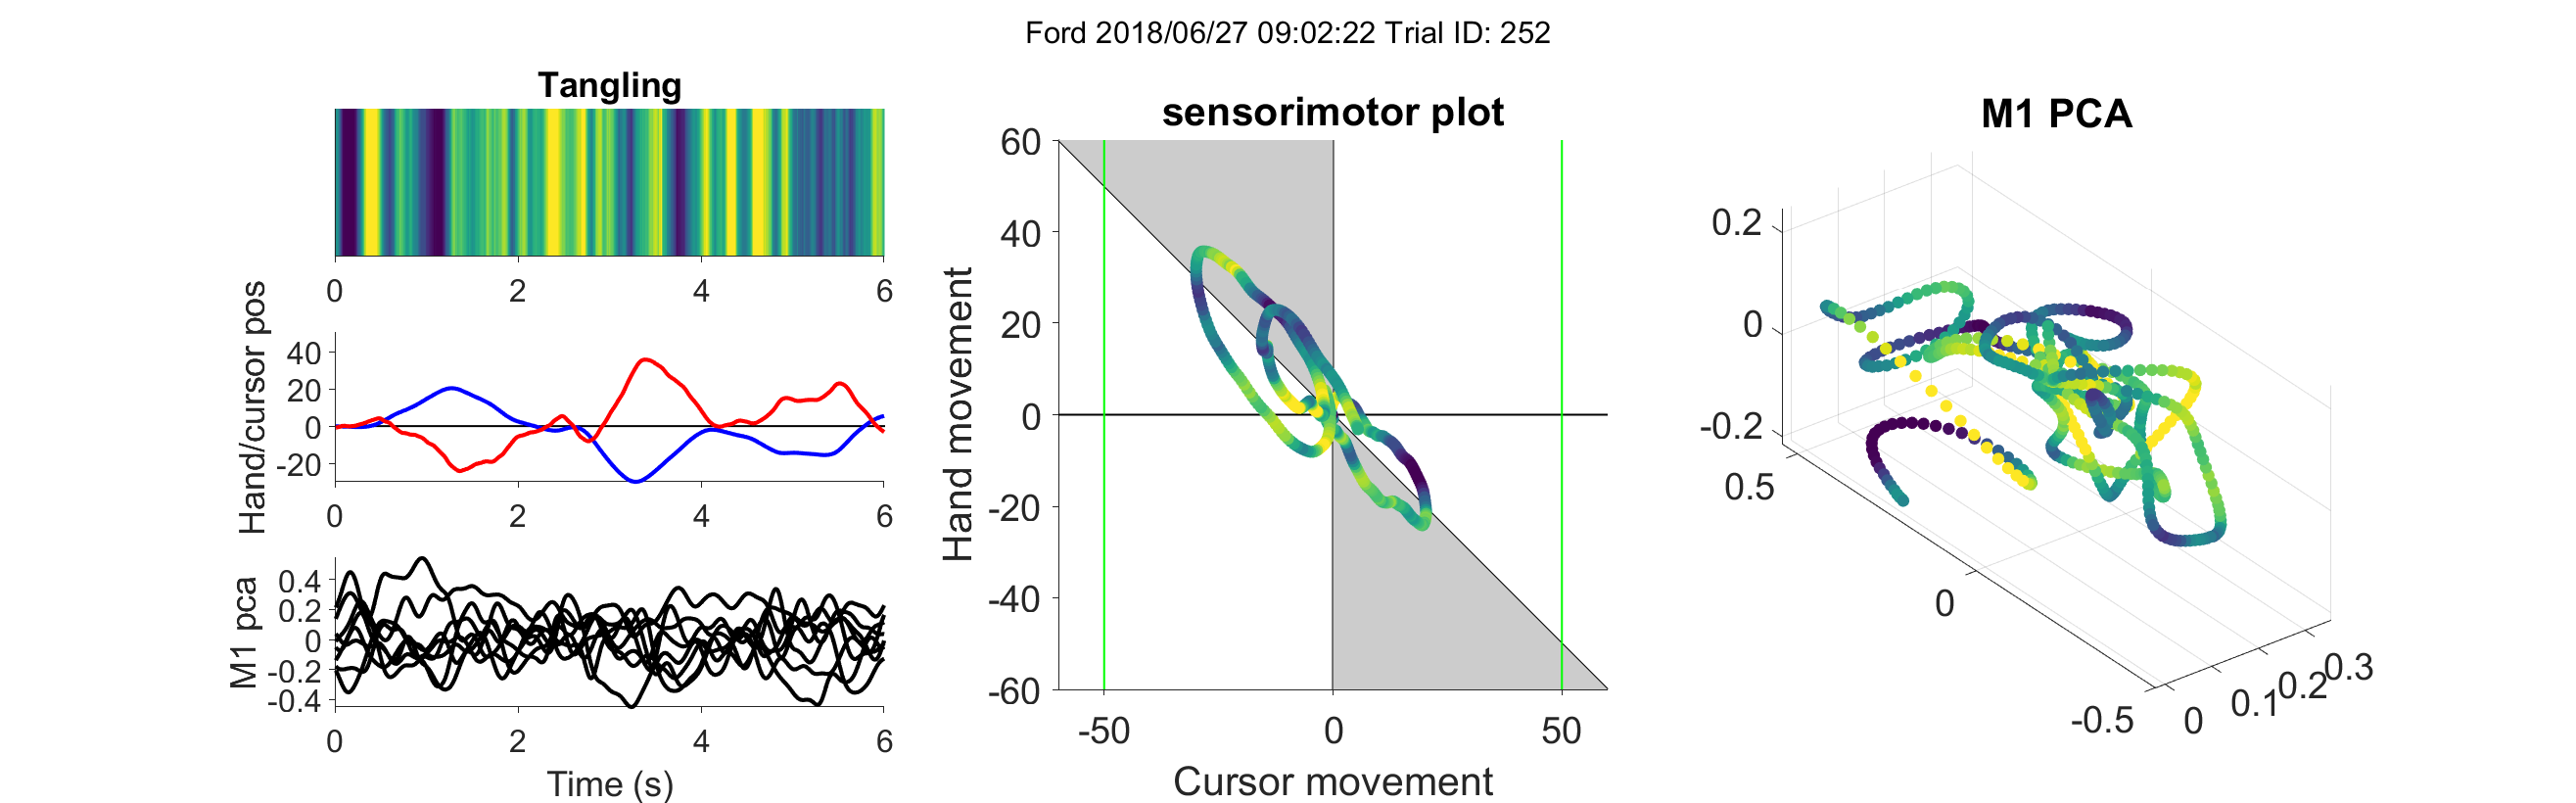 Ford 2018/06/27 09:02:22 Trial ID: 252
Tangling
0 2 4 6
Hand/cursor pos
40
20
0
-20
0 2 4 6
M1 pca
0.4
0.2
0
-0.2
-0.4
0 2 4 6
Time (s)
sensorimotor plot
Hand movement
60
40
20
0
-20
-40
-60
-50 0 50
Cursor movement
M1 PCA
0.2
0
-0.2
0.5
0
-0.5
0 0.1 0.2 0.3